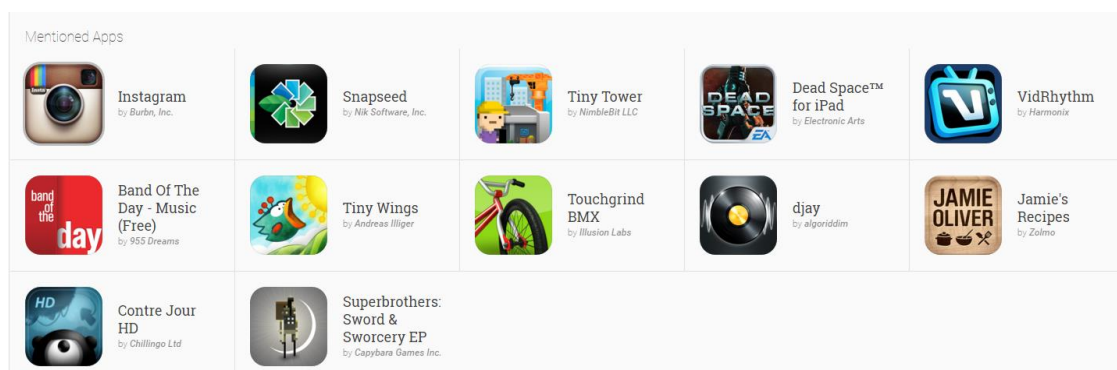 Mentioned Apps
Instagram
by Burbn, Inc.
Snapseed
by Nik Software, Inc.
Tiny Tower
by NimbleBit LLC
DEAD
SPACE
EA
Dead Space™
for iPad
by Electronic Arts
V
VidRhythm
by Harmonix
band
of
the
day
Band Of The
Day - Music
(Free)
by 955 Dreams
Tiny Wings
by Andreas Illiger
Touchgrind
BMX
by Illusion Labs
djay
by algoriddim
JAMIE
OLIVER
Jamie's
Recipes
by Zolmo
HD
Contre Jour
HD
by Chillingo Ltd
Superbrothers:
Sword &
Sworcery EP
by Capybara Games Inc.